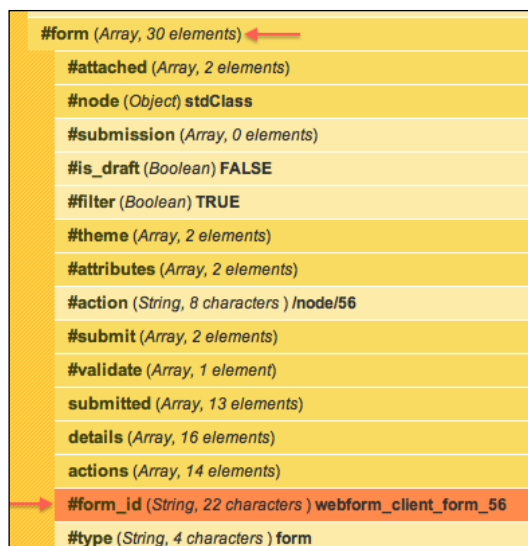 #form (Array, 30 elements)
#attached (Array, 2 elements)
#node (Object) stdClass
#submission (Array, 0 elements)
#is_draft (Boolean) FALSE
#filter (Boolean) TRUE
#theme (Array, 2 elements)
#attributes (Array, 2 elements)
#action (String, 8 characters ) /node/56
#submit (Array, 2 elements)
#validate (Array, 1 element)
submitted (Array, 13 elements)
details (Array, 16 elements)
actions (Array, 14 elements)
#form_id (String, 22 characters ) webform_client_form_56
#type (String, 4 characters ) form